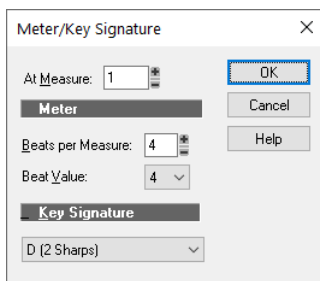 Meter/Key Signature
At Measure: 1
OK
Meter
Cancel
Beats per Measure: 4
Help
Beat Value: 4
Key Signature
D (2 Sharps)